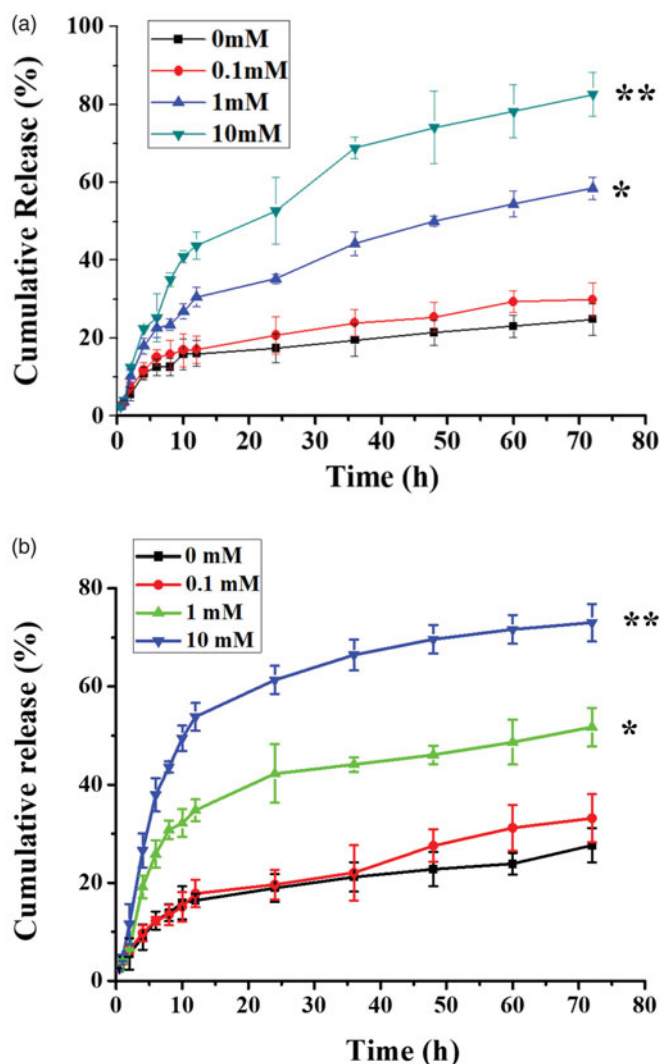 (a)
100
80
60
40
20
0
Cumulative Release (%)
0mM
0.1mM
1mM
10mM
**
*
0 10 20 30 40 50 60 70 80
Time (h)
(b)
80
60
40
20
0
Cumulative release (%)
0 mM
0.1 mM
1 mM
10 mM
**
*
0 10 20 30 40 50 60 70 80
Time (h)